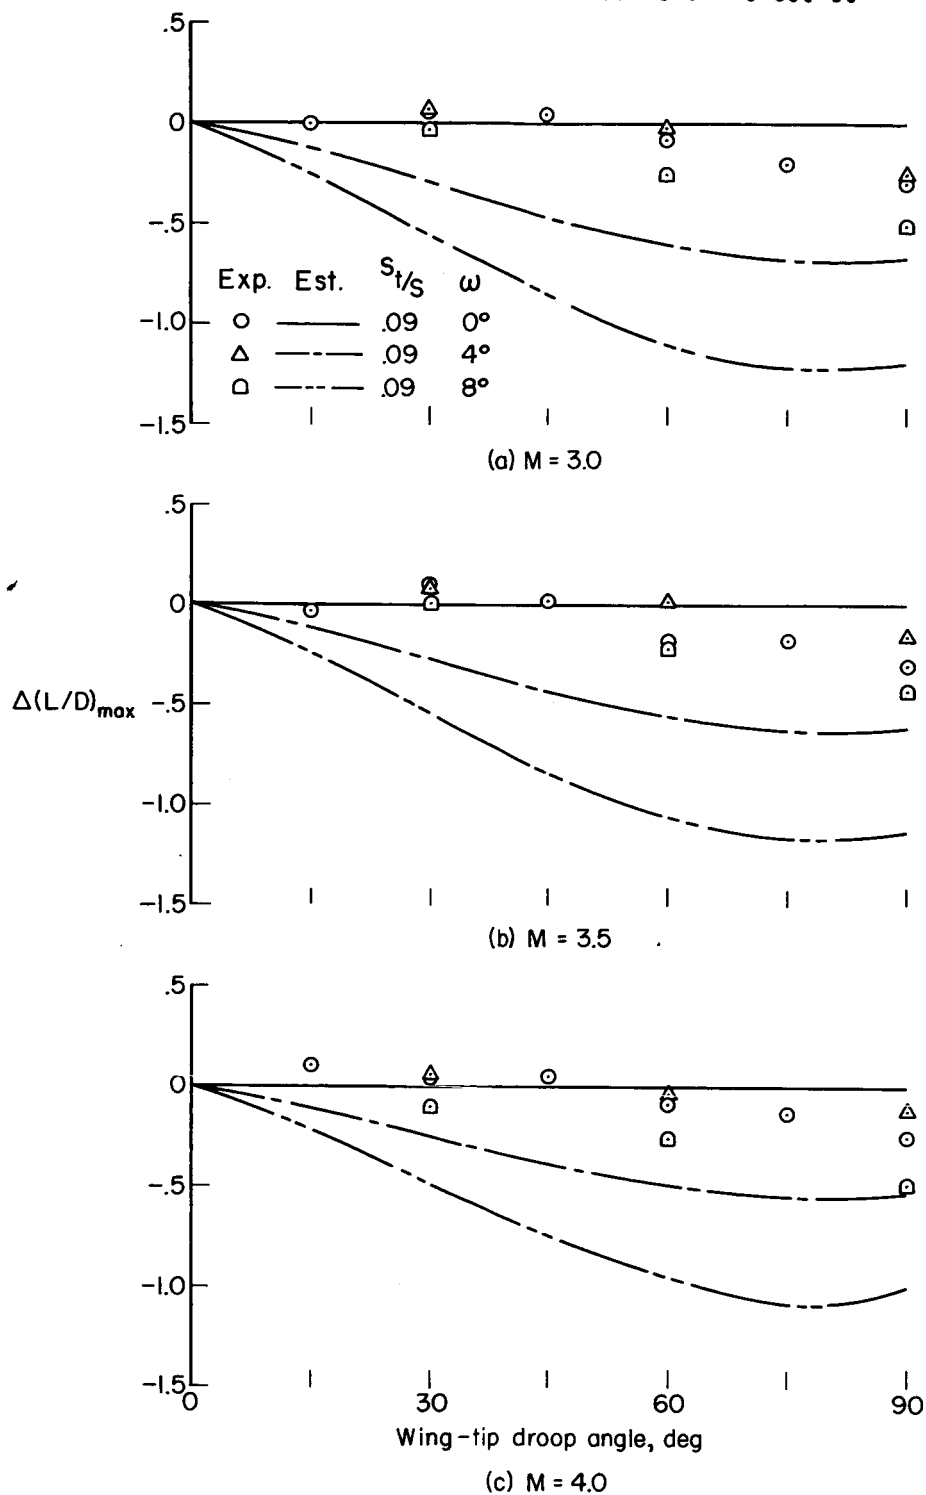 .5
0
-.5
-1.0
-1.5
Exp. Est. St/S ω
.09 0°
.09 4°
.09 8°
(a) M = 3.0
.5
0
-.5
-1.0
-1.5
Δ(L/D)max
(b) M = 3.5
.5
0
-.5
-1.0
-1.5
0 30 60 90
Wing-tip droop angle, deg
(c) M = 4.0